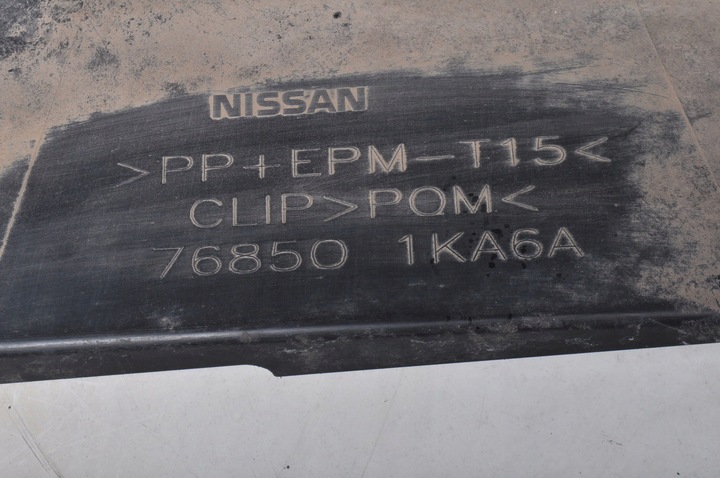 NISSAN
>PP+EPM-T15<
CLIP>POM<
76850 1KA6A